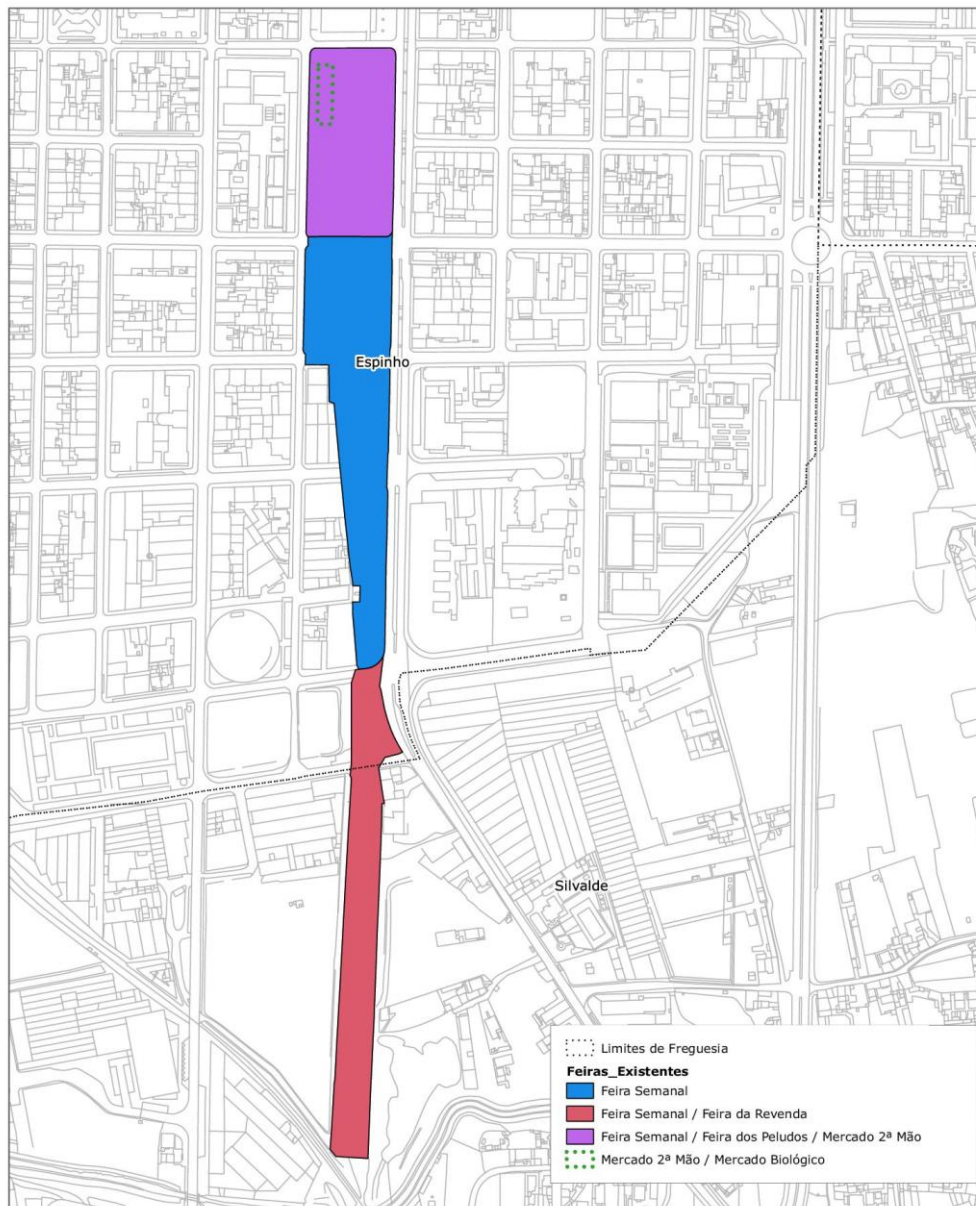 Espinho
Silvalde
Limites de Freguesia
Feiras_Existentes
Feira Semanal
Feira Semanal / Feira da Revenda
Feira Semanal / Feira dos Peludos / Mercado 2ª Mão
Mercado 2ª Mão / Mercado Biológico